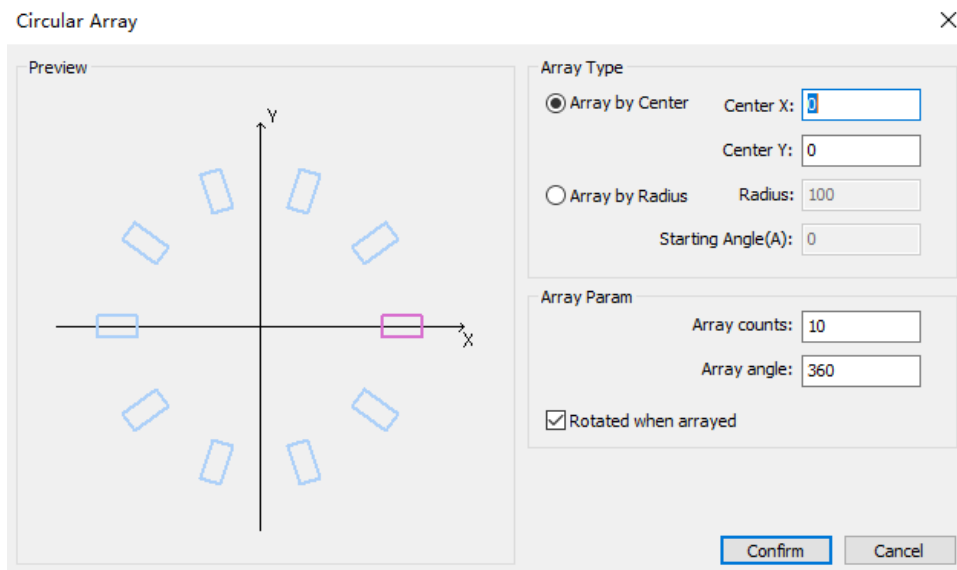 Circular Array
Preview
Y
X
Array Type
Array by Center
Center X: 0
Center Y: 0
Array by Radius
Radius: 100
Starting Angle(A): 0
Array Param
Array counts: 10
Array angle: 360
Rotated when arrayed
Confirm
Cancel